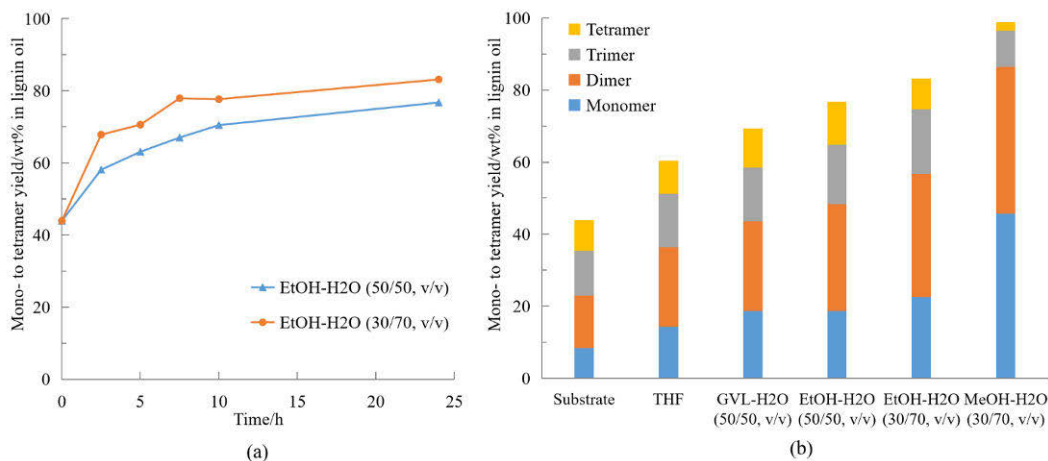 Mono- to tetramer yield/wt% in lignin oil
100
80
60
40
20
0
0 5 10 15 20 25
Time/h
EtOH-H2O (50/50, v/v)
EtOH-H2O (30/70, v/v)
(a)
Mono- to tetramer yield/wt% in lignin oil
100
80
60
40
20
0
Tetramer
Trimer
Dimer
Monomer
Substrate THF GVL-H2O EtOH-H2O EtOH-H2O MeOH-H2O
(50/50, v/v) (50/50, v/v) (30/70, v/v) (30/70, v/v)
(b)